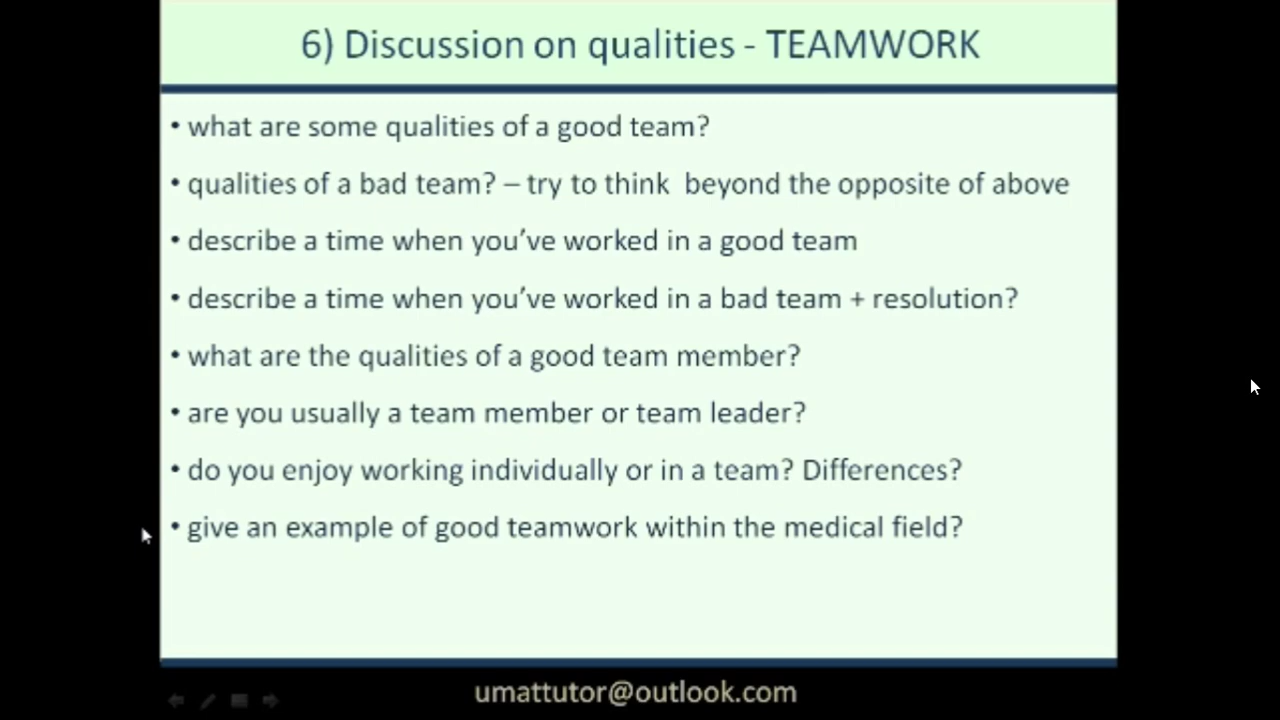 6) Discussion on qualities - TEAMWORK
• what are some qualities of a good team?
• qualities of a bad team? – try to think  beyond the opposite of above
• describe a time when you’ve worked in a good team
• describe a time when you’ve worked in a bad team + resolution?
• what are the qualities of a good team member?
• are you usually a team member or team leader?
• do you enjoy working individually or in a team? Differences?
• give an example of good teamwork within the medical field?
umattutor@outlook.com